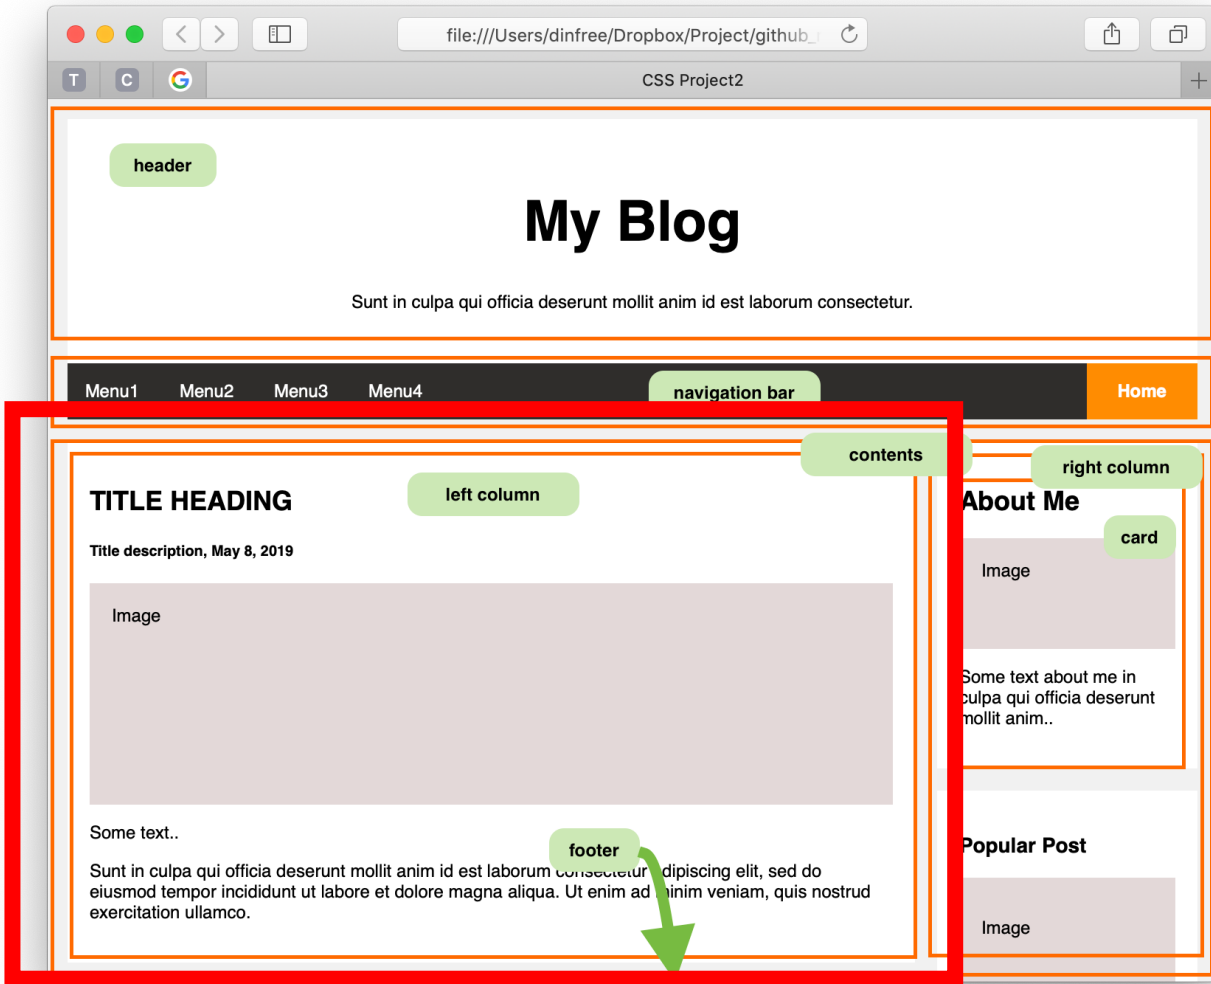 file:///Users/dinfree/Dropbox/Project/github_
T
C
G
CSS Project2
header
My Blog
Sunt in culpa qui officia deserunt mollit anim id est laborum consectetur.
Menu1
Menu2
Menu3
Menu4
navigation bar
Home
contents
left column
TITLE HEADING
Title description, May 8, 2019
Image
Some text..
footer
Sunt in culpa qui officia deserunt mollit anim id est laborum consectetur adipiscing elit, sed do
eiusmod tempor incididunt ut labore et dolore magna aliqua. Ut enim ad minim veniam, quis nostrud
exercitation ullamco.
right column
About Me
card
Image
Some text about me in
culpa qui officia deserunt
mollit anim..
Popular Post
Image